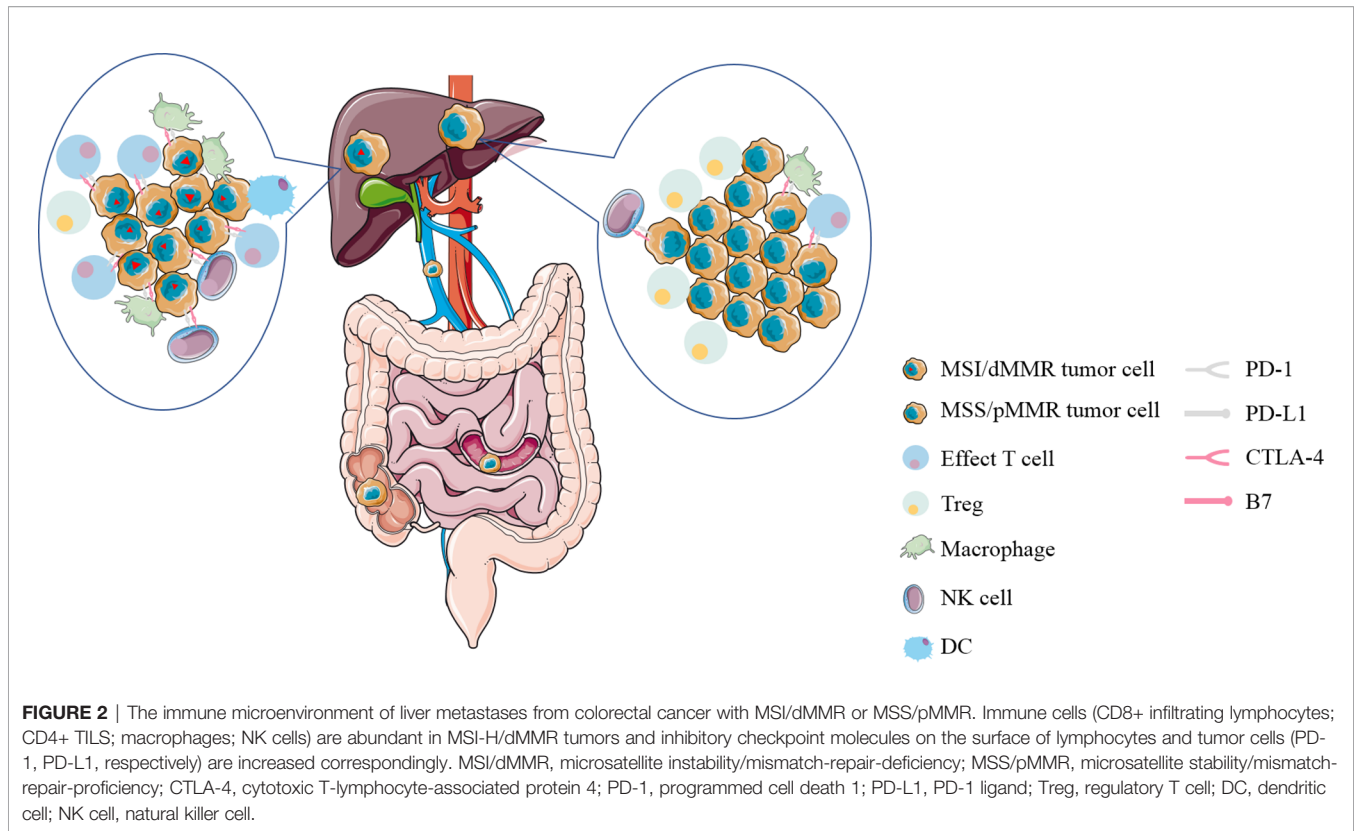 MSI/dMMR tumor cell
MSS/pMMR tumor cell
Effect T cell
Treg
Macrophage
NK cell
DC
PD-1
PD-L1
CTLA-4
B7
FIGURE 2 | The immune microenvironment of liver metastases from colorectal cancer with MSI/dMMR or MSS/pMMR. Immune cells (CD8+ infiltrating lymphocytes;
CD4+ TILS; macrophages; NK cells) are abundant in MSI-H/dMMR tumors and inhibitory checkpoint molecules on the surface of lymphocytes and tumor cells (PD-
1, PD-L1, respectively) are increased correspondingly. MSI/dMMR, microsatellite instability/mismatch-repair-deficiency; MSS/pMMR, microsatellite stability/mismatch-
repair-proficiency; CTLA-4, cytotoxic T-lymphocyte-associated protein 4; PD-1, programmed cell death 1; PD-L1, PD-1 ligand; Treg, regulatory T cell; DC, dendritic
cell; NK cell, natural killer cell.